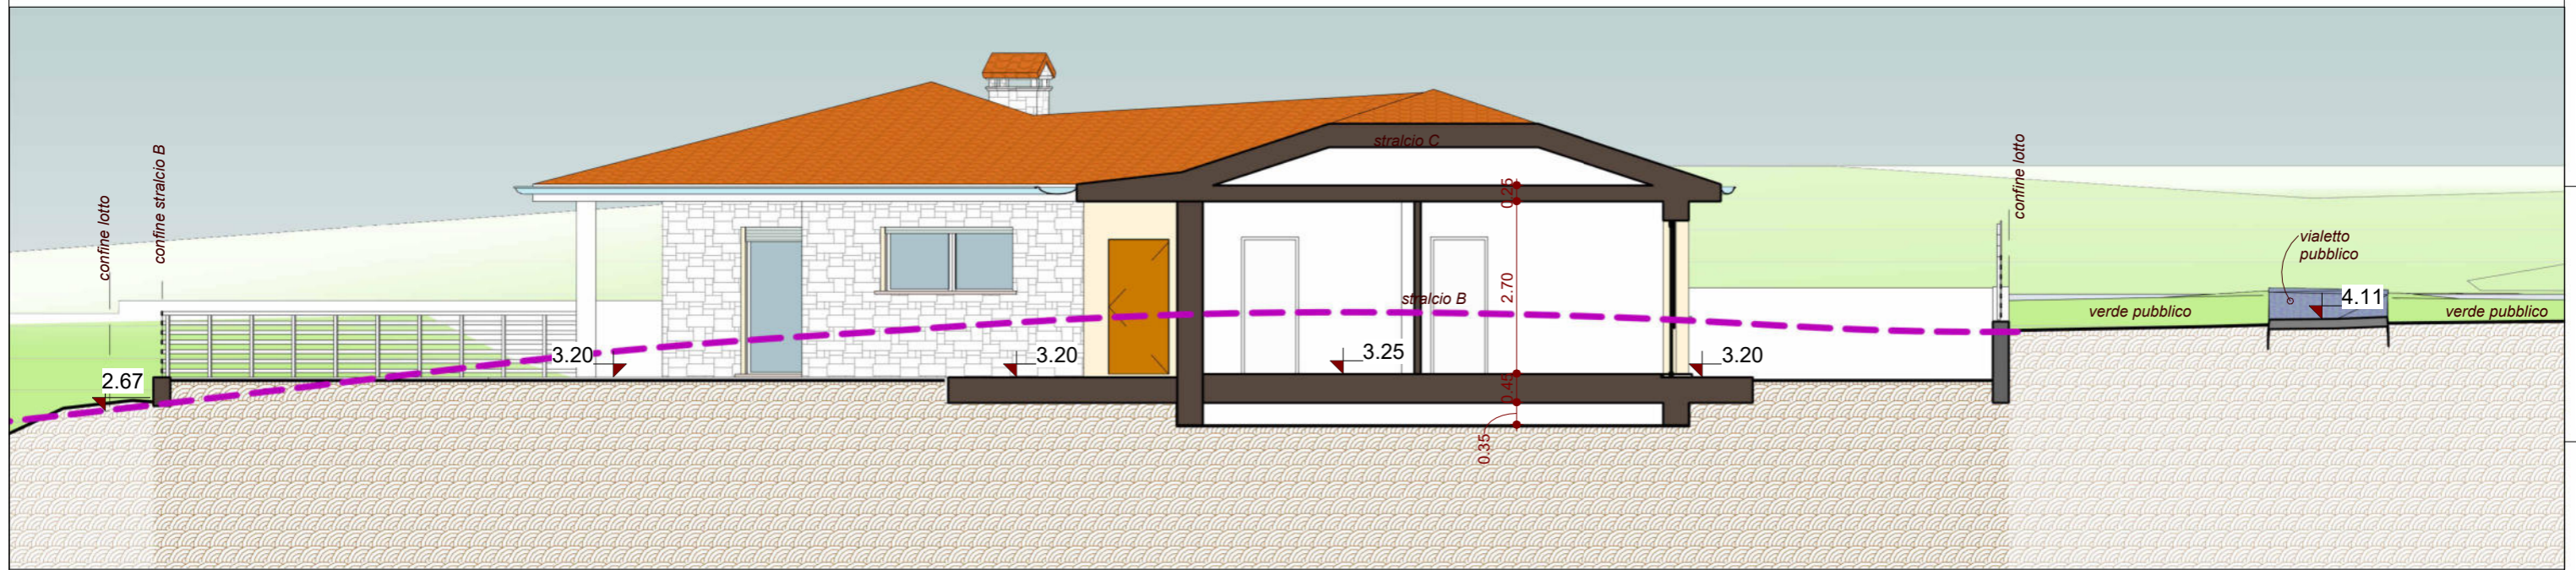 stralcio C
confine stralcio B
confine lotto
confine lotto
0.25
vialetto
pubblico
2.70
stralcio B
4.11
verde pubblico
verde pubblico
3.20
3.20
3.25
3.20
2.67
0.45
0.35